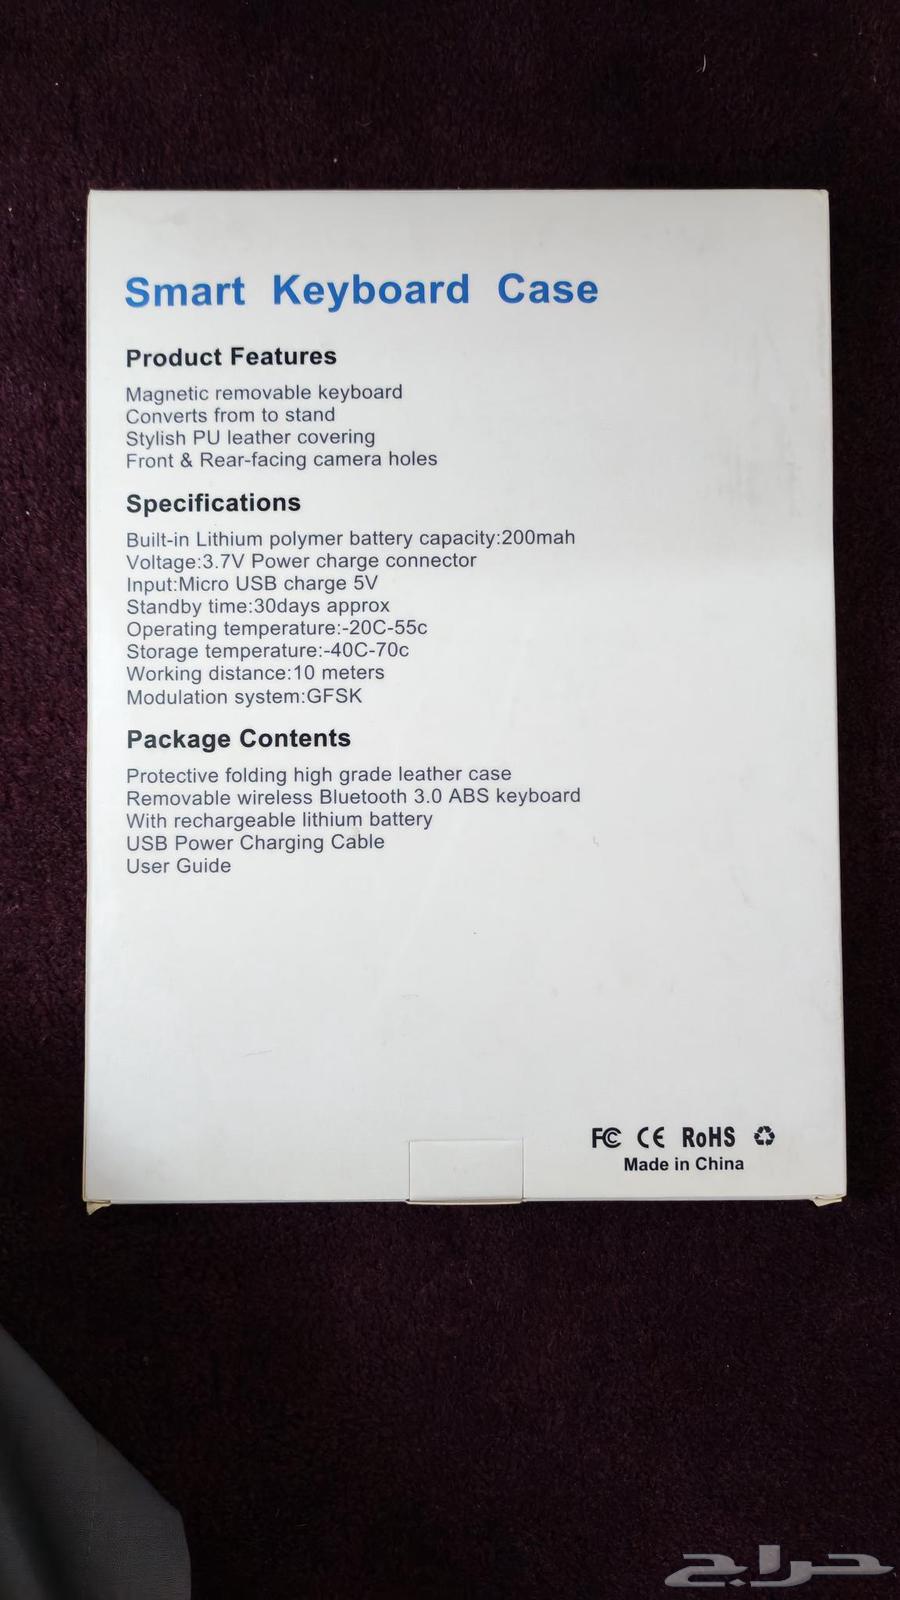 Smart Keyboard Case
Product Features
Magnetic removable keyboard
Converts from to stand
Stylish PU leather covering
Front & Rear-facing camera holes
Specifications
Built-in Lithium polymer battery capacity:200mah
Voltage:3.7V Power charge connector
Input:Micro USB charge 5V
Standby time:30days approx
Operating temperature:-20C-55c
Storage temperature:-40C-70c
Working distance:10 meters
Modulation system:GFSK
Package Contents
Protective folding high grade leather case
Removable wireless Bluetooth 3.0 ABS keyboard
With rechargeable lithium battery
USB Power Charging Cable
User Guide
FC CE RoHS
Made in China
حراج